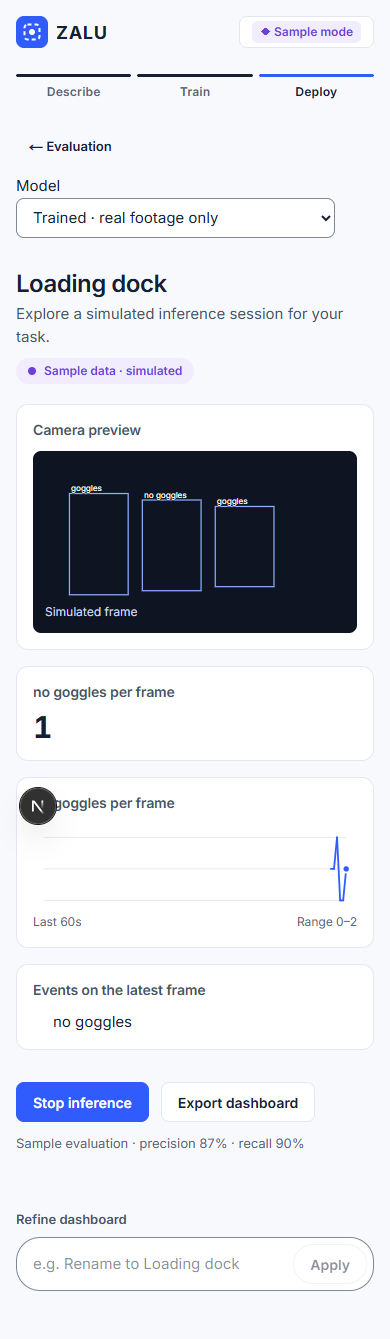 ZALU
Sample mode
Describe
Train
Deploy
← Evaluation
Model
Trained · real footage only
Loading dock
Explore a simulated inference session for your
task.
Sample data · simulated
Camera preview
goggles
no goggles
goggles
Simulated frame
no goggles per frame
1
N
goggles per frame
Last 60s
Range 0–2
Events on the latest frame
no goggles
Stop inference
Export dashboard
Sample evaluation · precision 87% · recall 90%
Refine dashboard
e.g. Rename to Loading dock
Apply